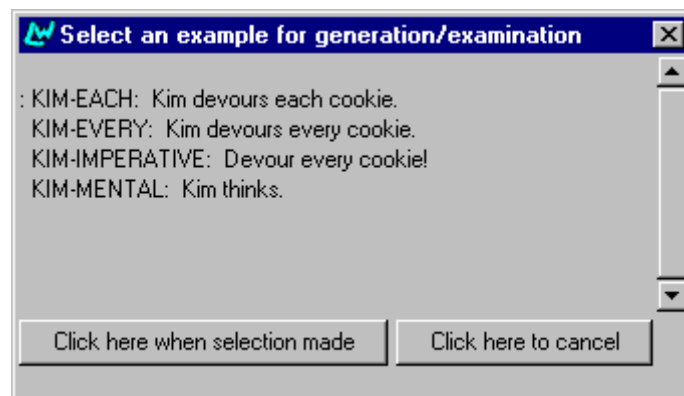 Select an example for generation/examination
: KIM-EACH: Kim devours each cookie.
KIM-EVERY: Kim devours every cookie.
KIM-IMPERATIVE: Devour every cookie!
KIM-MENTAL: Kim thinks.
Click here when selection made
Click here to cancel